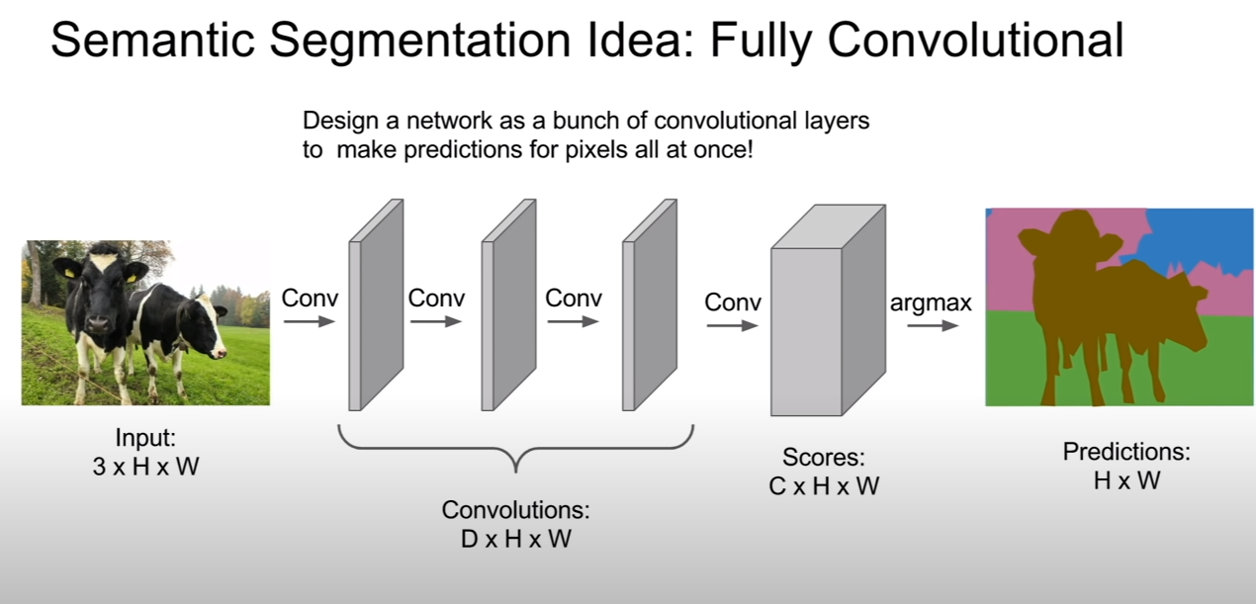 Semantic Segmentation Idea: Fully Convolutional
Design a network as a bunch of convolutional layers
to make predictions for pixels all at once!
Conv
Conv
Conv
Conv
argmax
Input:
3 x H x W
Convolutions:
D x H x W
Scores:
C x H x W
Predictions:
H x W